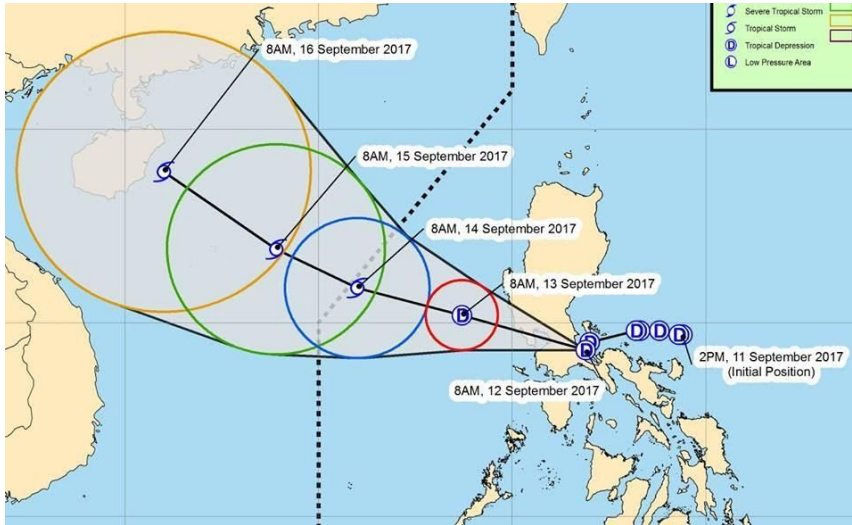 Severe Tropical Storm
Tropical Storm
D Tropical Depression
L Low Pressure Area
8AM, 16 September 2017
8AM, 15 September 2017
8AM, 14 September 2017
8AM, 13 September 2017
D
D
D
D
D
D
2PM, 11 September 2017
(Initial Position)
8AM, 12 September 2017